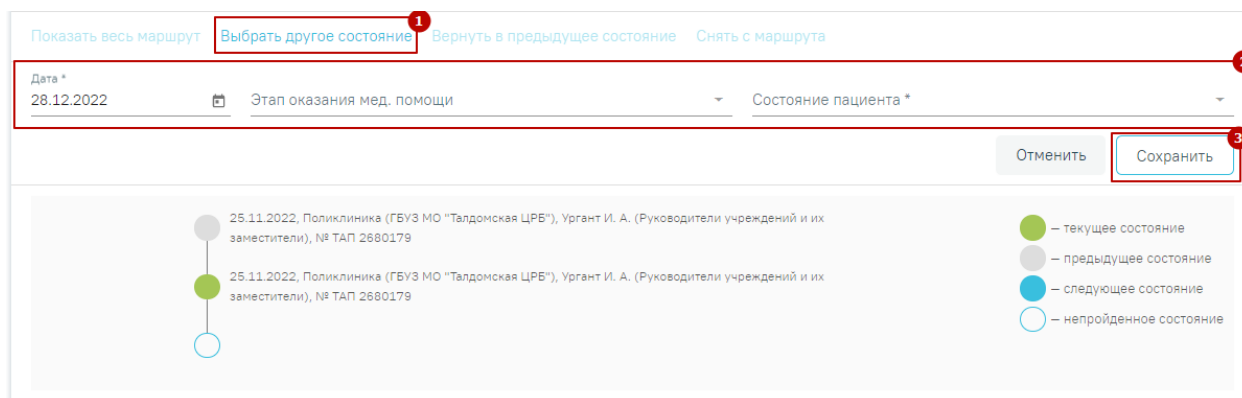 1
Показать весь маршрут Выбрать другое состояние Вернуть в предыдущее состояние Снять с маршрута
2
Дата *
28.12.2022 Этап оказания мед. помощи Состояние пациента *
3
Отменить Сохранить
25.11.2022, Поликлиника (ГБУЗ МО "Талдомская ЦРБ"), Ургант И. А. (Руководители учреждений и их
заместители), № ТАП 2680179
25.11.2022, Поликлиника (ГБУЗ МО "Талдомская ЦРБ"), Ургант И. А. (Руководители учреждений и их
заместители), № ТАП 2680179
– текущее состояние
– предыдущее состояние
– следующее состояние
– непройденное состояние